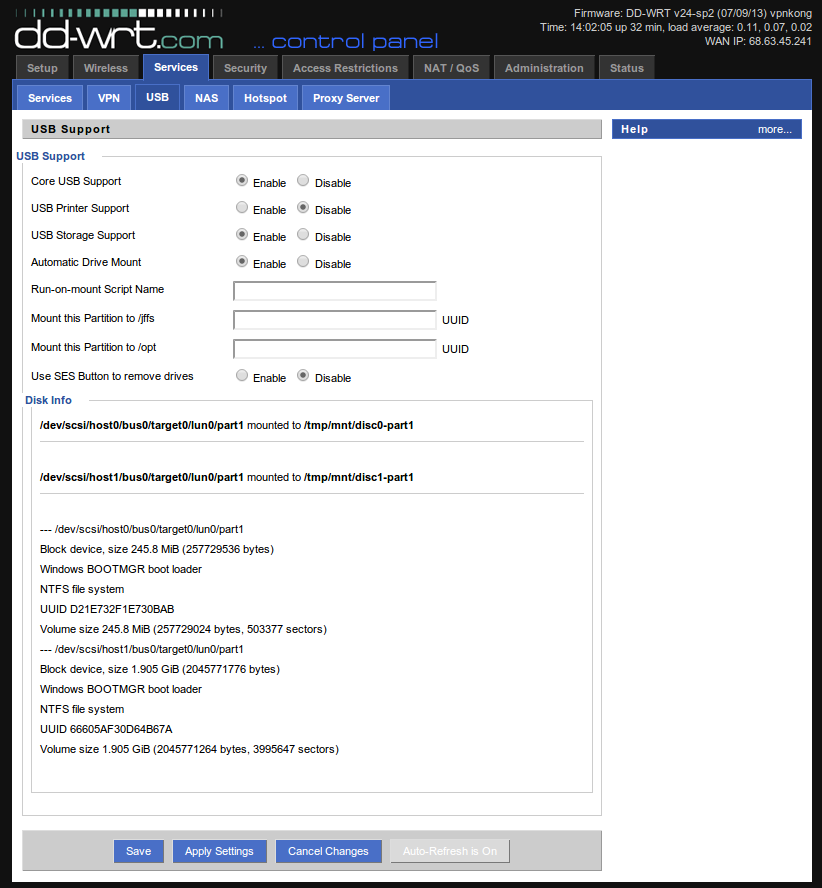 Firmware: DD-WRT v24-sp2 (07/09/13) vpnkong
Time: 14:02:05 up 32 min, load average: 0.11, 0.07, 0.02
WAN IP: 68.63.45.241
dd-wrt.com ... control panel
Setup Wireless Services Security Access Restrictions NAT / QoS Administration Status
Services VPN USB NAS Hotspot Proxy Server
USB Support
Help more...
USB Support
Core USB Support Enable Disable
USB Printer Support Enable Disable
USB Storage Support Enable Disable
Automatic Drive Mount Enable Disable
Run-on-mount Script Name
Mount this Partition to /jffs UUID
Mount this Partition to /opt UUID
Use SES Button to remove drives Enable Disable
Disk Info
/dev/scsi/host0/bus0/target0/lun0/part1 mounted to /tmp/mnt/disc0-part1
/dev/scsi/host1/bus0/target0/lun0/part1 mounted to /tmp/mnt/disc1-part1
--- /dev/scsi/host0/bus0/target0/lun0/part1
Block device, size 245.8 MiB (257729536 bytes)
Windows BOOTMGR boot loader
NTFS file system
UUID D21E732F1E730BAB
Volume size 245.8 MiB (257729024 bytes, 503377 sectors)
--- /dev/scsi/host1/bus0/target0/lun0/part1
Block device, size 1.905 GiB (2045771776 bytes)
Windows BOOTMGR boot loader
NTFS file system
UUID 66605AF30D64B67A
Volume size 1.905 GiB (2045771264 bytes, 3995647 sectors)
Save Apply Settings Cancel Changes Auto-Refresh is On